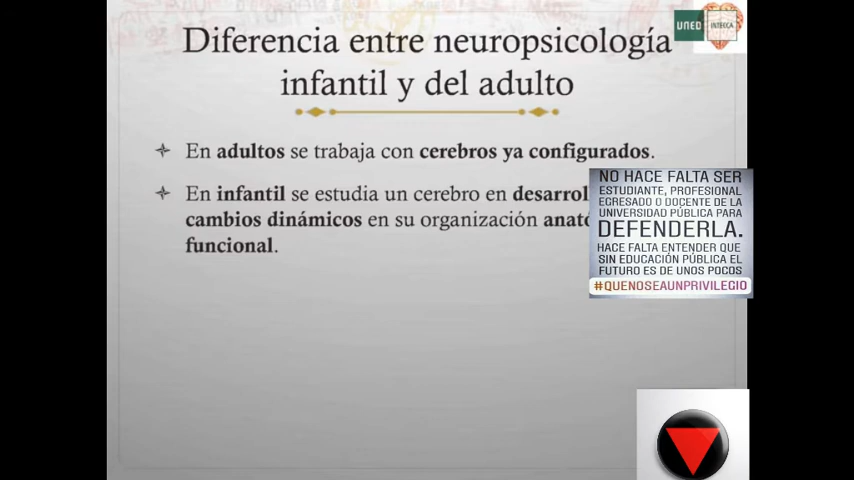 Diferencia entre neuropsicología
infantil y del adulto
UNED
INTECCA
En adultos se trabaja con cerebros ya configurados.
En infantil se estudia un cerebro en
cambios dinámicos en su organización
funcional.
NO HACE FALTA SER
ESTUDIANTE, PROFESIONAL
EGRESADO O DOCENTE DE LA
UNIVERSIDAD PÚBLICA PARA
DEFENDERLA.
HACE FALTA ENTENDER QUE
SIN EDUCACIÓN PÚBLICA EL
FUTURO ES DE UNOS POCOS
#QUENOSEAUNPRIVILEGIO